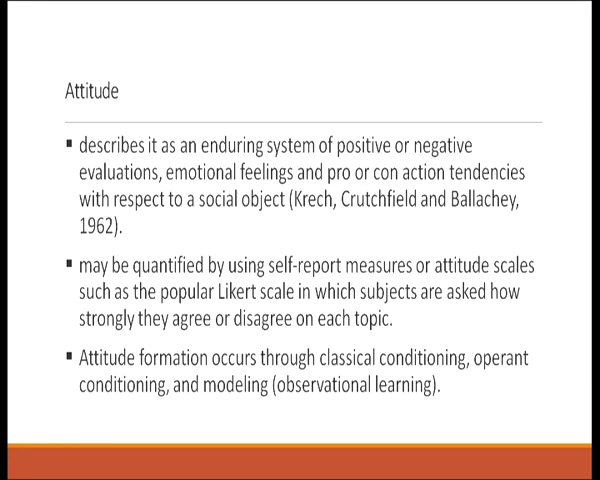 Attitude
▪ describes it as an enduring system of positive or negative
evaluations, emotional feelings and pro or con action tendencies
with respect to a social object (Krech, Crutchfield and Ballachey,
1962).
▪ may be quantified by using self-report measures or attitude scales
such as the popular Likert scale in which subjects are asked how
strongly they agree or disagree on each topic.
▪ Attitude formation occurs through classical conditioning, operant
conditioning, and modeling (observational learning).